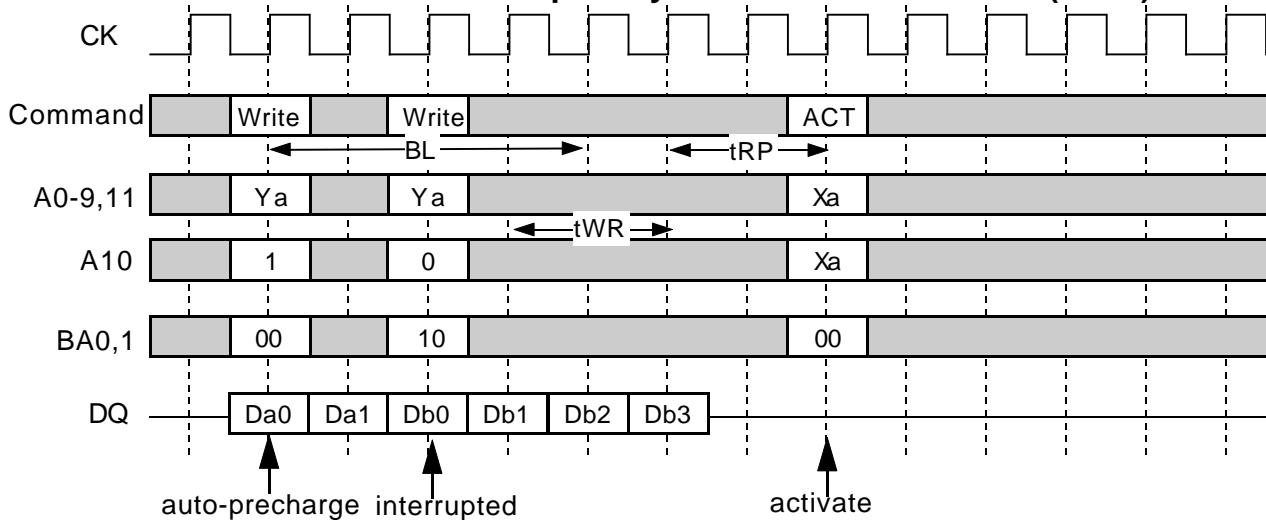 CK
Command Write Write ACT
BL tRP
A0-9,11 Ya Ya Xa
tWR
A10 1 0 Xa
BA0,1 00 10 00
DQ Da0 Da1 Db0 Db1 Db2 Db3
auto-precharge interrupted activate